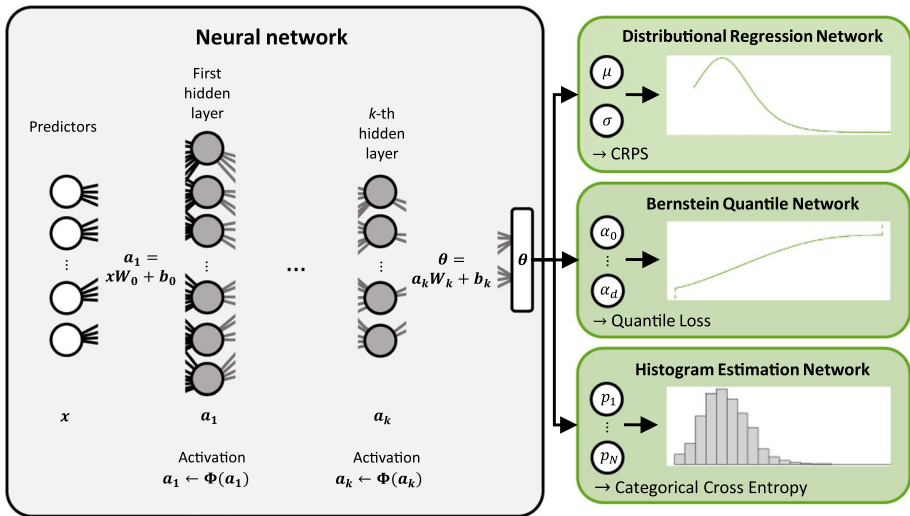 Neural network
Predictors
First
hidden
layer
k-th
hidden
layer
⋮
⋮
⋮
...
a₁ =
xW₀ + b₀
θ =
aₖWₖ + bₖ
θ
x
a₁
aₖ
Activation
a₁ ← Φ(a₁)
Activation
aₖ ← Φ(aₖ)
Distributional Regression Network
μ
σ
→ CRPS
Bernstein Quantile Network
α₀
⋮
α_d
→ Quantile Loss
Histogram Estimation Network
p₁
⋮
p_N
→ Categorical Cross Entropy